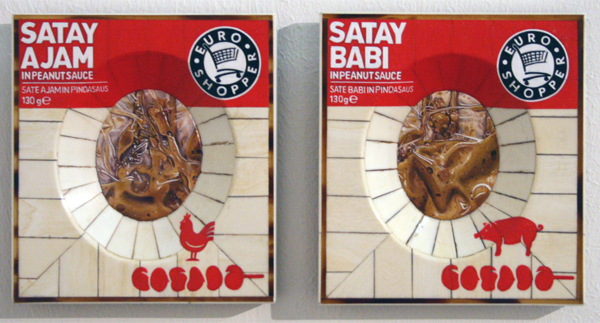 SATAY
AJAM
IN PEANUT SAUCE
SATE AJAM IN PINDASAUS
130 g e
EURO
SHOPPER
SATAY
BABI
IN PEANUT SAUCE
SATE BABI IN PINDASAUS
130g e
EURO
SHOPPER